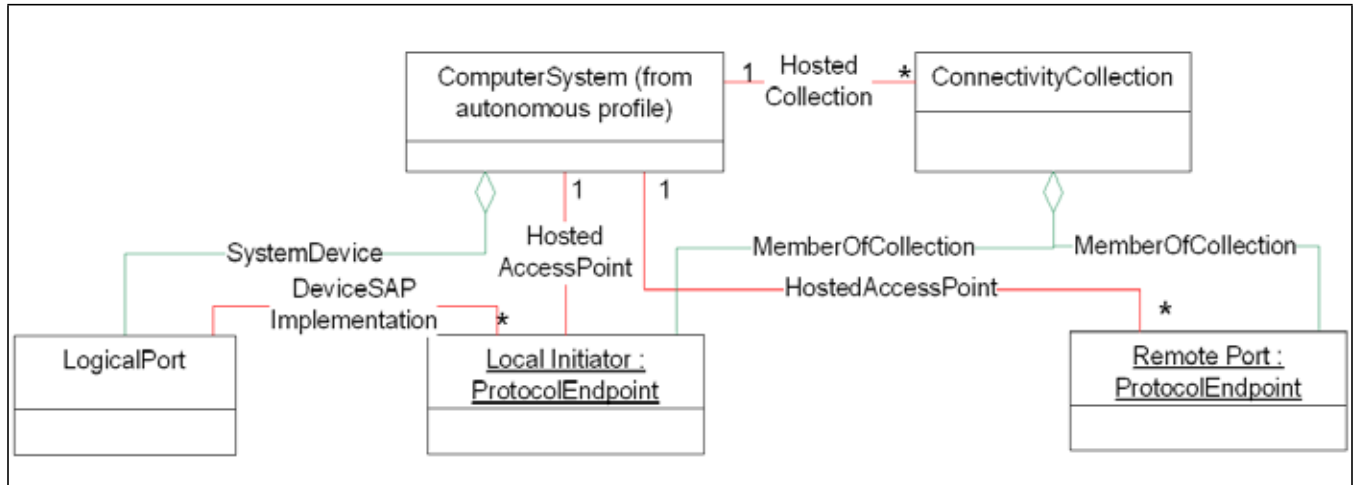 ComputerSystem (from
autonomous profile)
1
Hosted
Collection
*
ConnectivityCollection
1
1
SystemDevice
Hosted
AccessPoint
MemberOfCollection
MemberOfCollection
DeviceSAP
Implementation
*
HostedAccessPoint
*
LogicalPort
Local Initiator :
ProtocolEndpoint
Remote Port :
ProtocolEndpoint